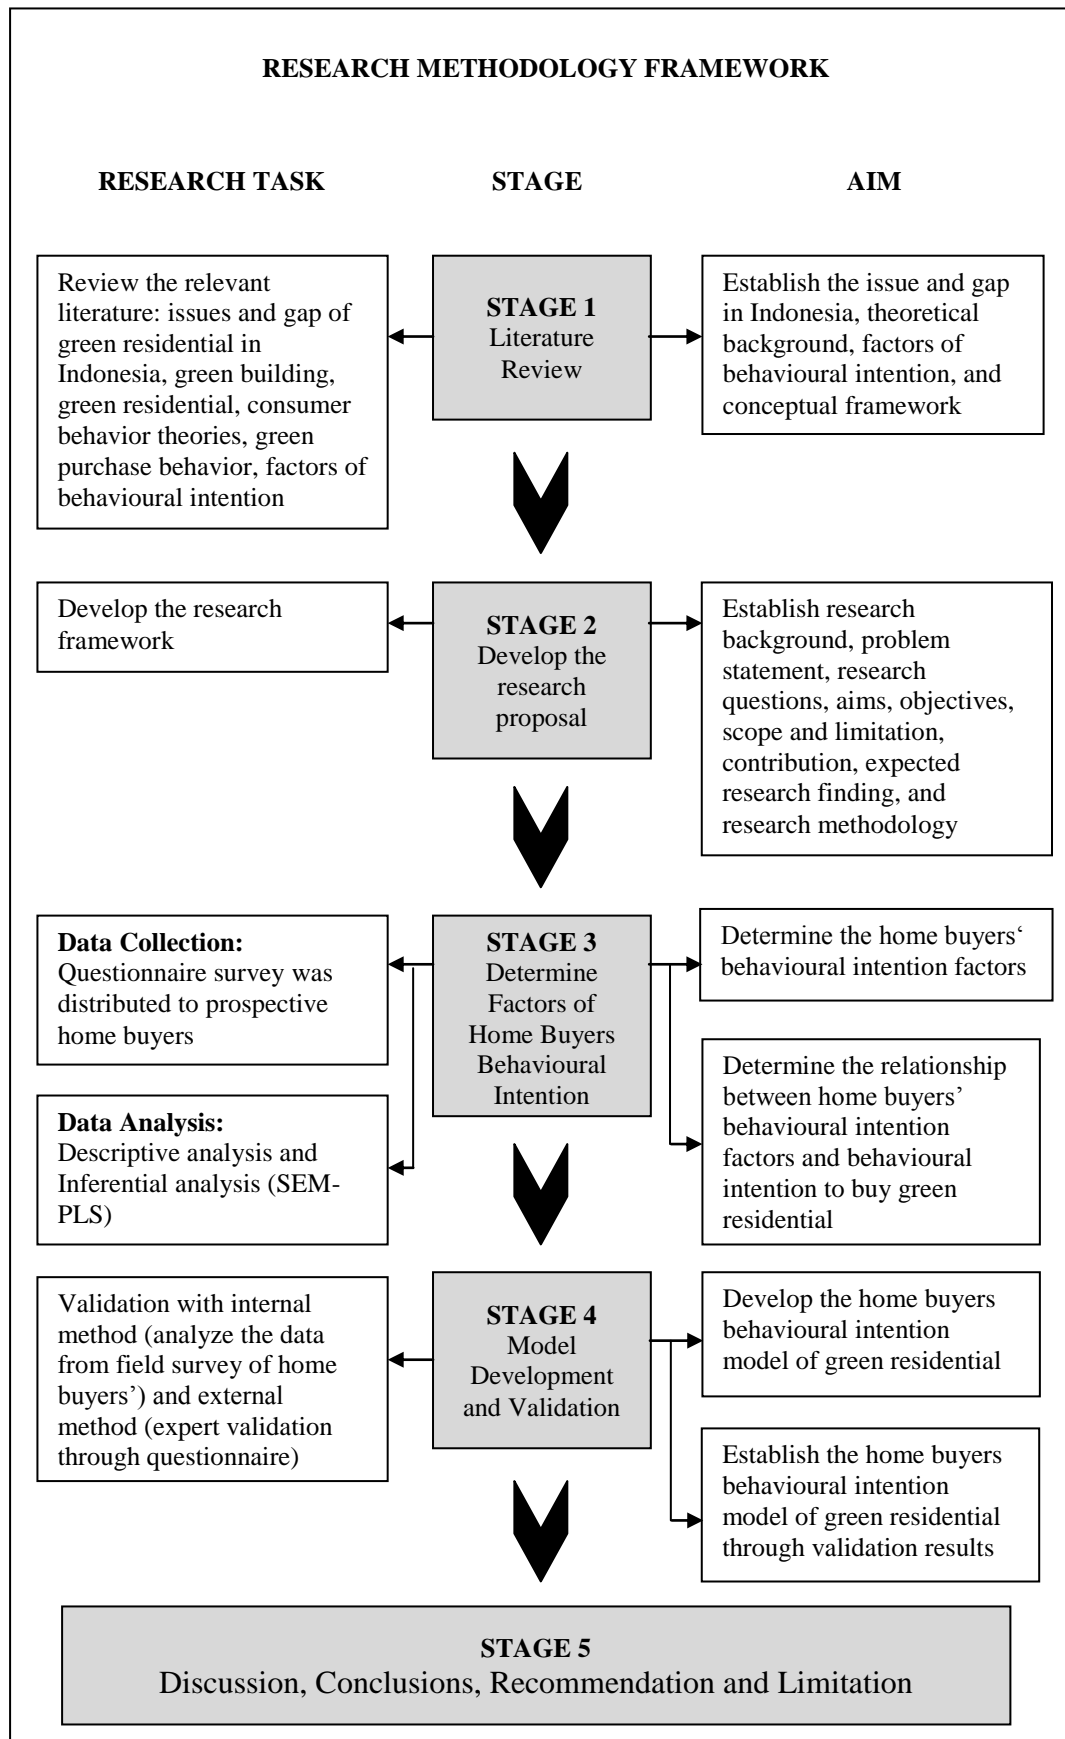 RESEARCH METHODOLOGY FRAMEWORK
RESEARCH TASK
STAGE
AIM
Review the relevant
literature: issues and gap of
green residential in
Indonesia, green building,
green residential, consumer
behavior theories, green
purchase behavior, factors of
behavioural intention
STAGE 1
Literature
Review
Establish the issue and gap
in Indonesia, theoretical
background, factors of
behavioural intention, and
conceptual framework
Develop the research
framework
STAGE 2
Develop the
research
proposal
Establish research
background, problem
statement, research
questions, aims, objectives,
scope and limitation,
contribution, expected
research finding, and
research methodology
Data Collection:
Questionnaire survey was
distributed to prospective
home buyers
Data Analysis:
Descriptive analysis and
Inferential analysis (SEM-
PLS)
STAGE 3
Determine
Factors of
Home Buyers
Behavioural
Intention
Determine the home buyers‘
behavioural intention factors
Determine the relationship
between home buyers’
behavioural intention
factors and behavioural
intention to buy green
residential
Validation with internal
method (analyze the data
from field survey of home
buyers’) and external
method (expert validation
through questionnaire)
STAGE 4
Model
Development
and Validation
Develop the home buyers
behavioural intention
model of green residential
Establish the home buyers
behavioural intention
model of green residential
through validation results
STAGE 5
Discussion, Conclusions, Recommendation and Limitation